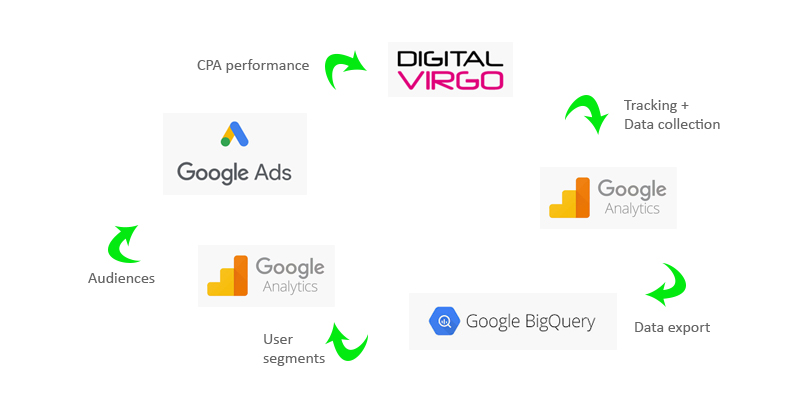 CPA performance
DIGITAL
VIRGO
Tracking +
Data collection
Google Ads
Google
Analytics
Audiences
Google
Analytics
Google BigQuery
Data export
User
segments